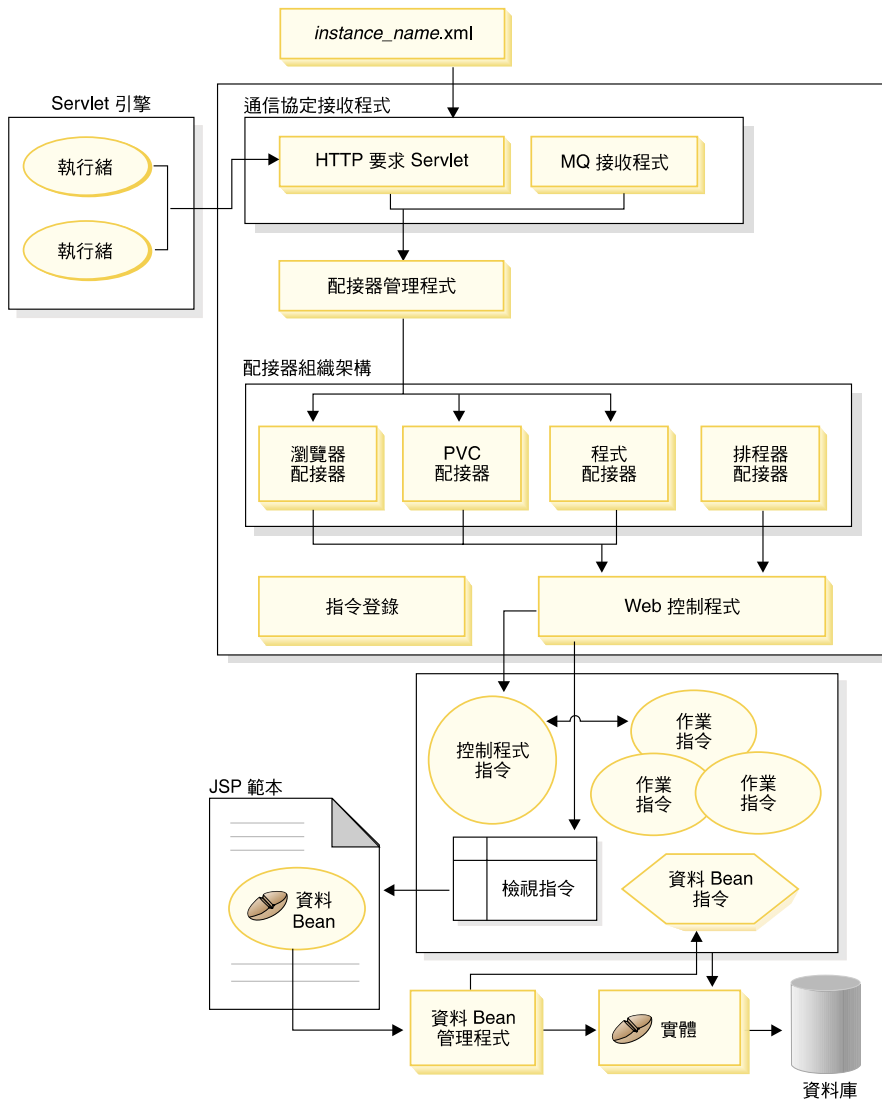 instance_name.xml
Servlet 引擎
通信協定接收程式
執行緒
執行緒
HTTP 要求 Servlet
MQ 接收程式
配接器管理程式
配接器組織架構
瀏覽器
配接器
PVC
配接器
程式
配接器
排程器
配接器
指令登錄
Web 控制程式
控制程式
指令
作業
指令
作業
指令
作業
指令
JSP 範本
資料
Bean
檢視指令
資料 Bean
指令
資料 Bean
管理程式
實體
資料庫